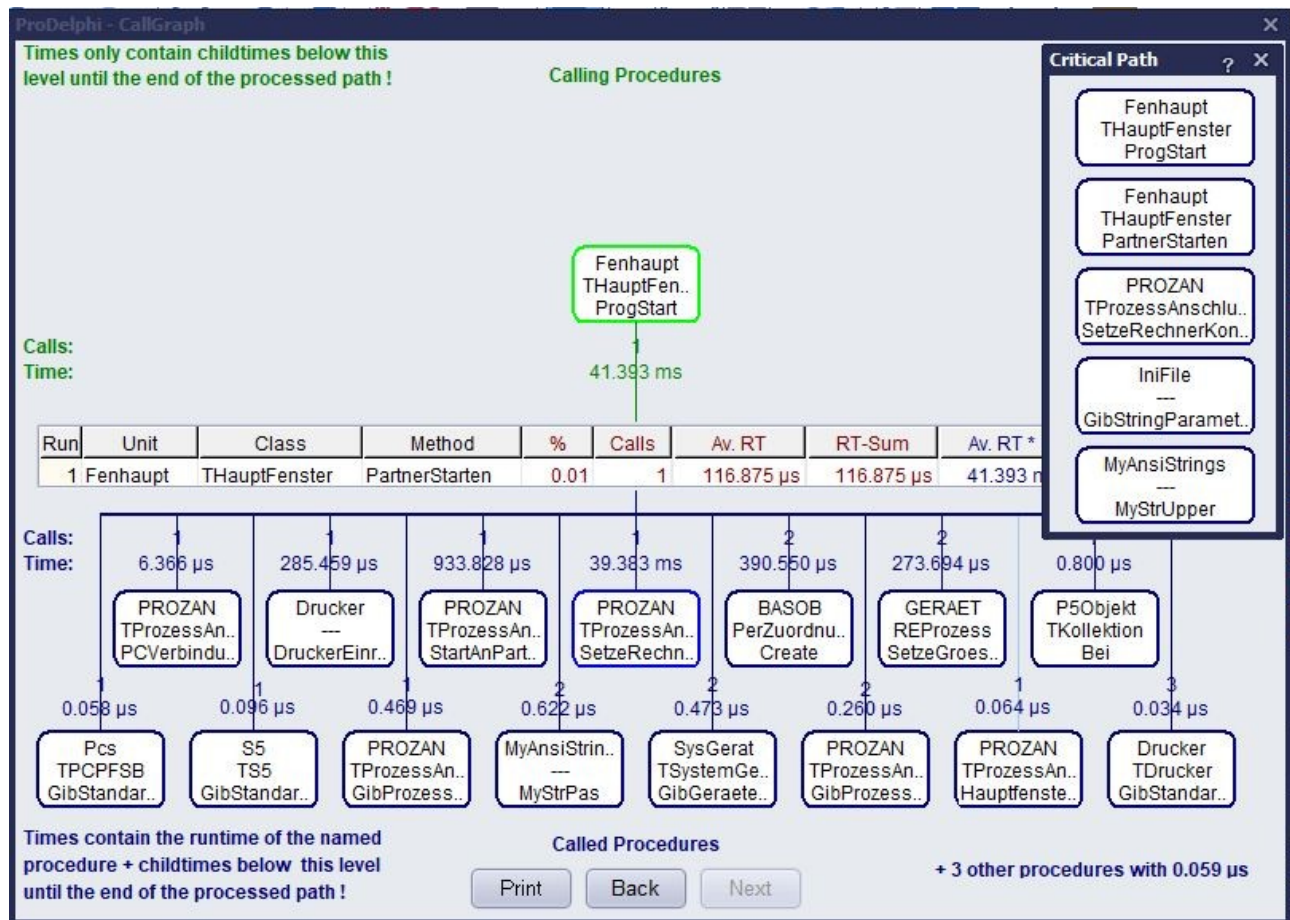 ProDelphi - CallGraph
Times only contain childtimes below this
level until the end of the processed path !
Calling Procedures
Critical Path
?
Fenhaupt
THauptFenster
ProgStart
Fenhaupt
THauptFenster
PartnerStarten
PROZAN
TProzessAnschlu..
SetzeRechnerKon..
IniFile
---
GibStringParamet..
MyAnsiStrings
---
MyStrUpper
Fenhaupt
THauptFen..
ProgStart
Calls: 1
Time: 41.393 ms
Run Unit Class Method % Calls Av. RT RT-Sum Av. RT *
1 Fenhaupt THauptFenster PartnerStarten 0.01 1 116.875 µs 116.875 µs 41.393 m
Calls: 1 1 1 1 2 2
Time: 6.366 µs 285.459 µs 933.828 µs 39.383 ms 390.550 µs 273.694 µs 0.800 µs
PROZAN
TProzessAn..
PCVerbindu..
Drucker
---
DruckerEinr..
PROZAN
TProzessAn..
StartAnPart..
PROZAN
TProzessAn..
SetzeRechn..
BASOB
PerZuordnu..
Create
GERAET
REProzess
SetzeGroes..
P5Objekt
TKollektion
Bei
1 1 1 2 2 2 1 3
0.058 µs 0.096 µs 0.469 µs 0.622 µs 0.473 µs 0.260 µs 0.064 µs 0.034 µs
Pcs
TPCPFSB
GibStandar..
S5
TS5
GibStandar..
PROZAN
TProzessAn..
GibProzess..
MyAnsiStrin..
---
MyStrPas
SysGerat
TSystemGe..
GibGeraete..
PROZAN
TProzessAn..
GibProzess..
PROZAN
TProzessAn..
Hauptfenste..
Drucker
TDrucker
GibStandar..
Times contain the runtime of the named
procedure + childtimes below this level
until the end of the processed path !
Called Procedures
Print Back Next
+ 3 other procedures with 0.059 µs